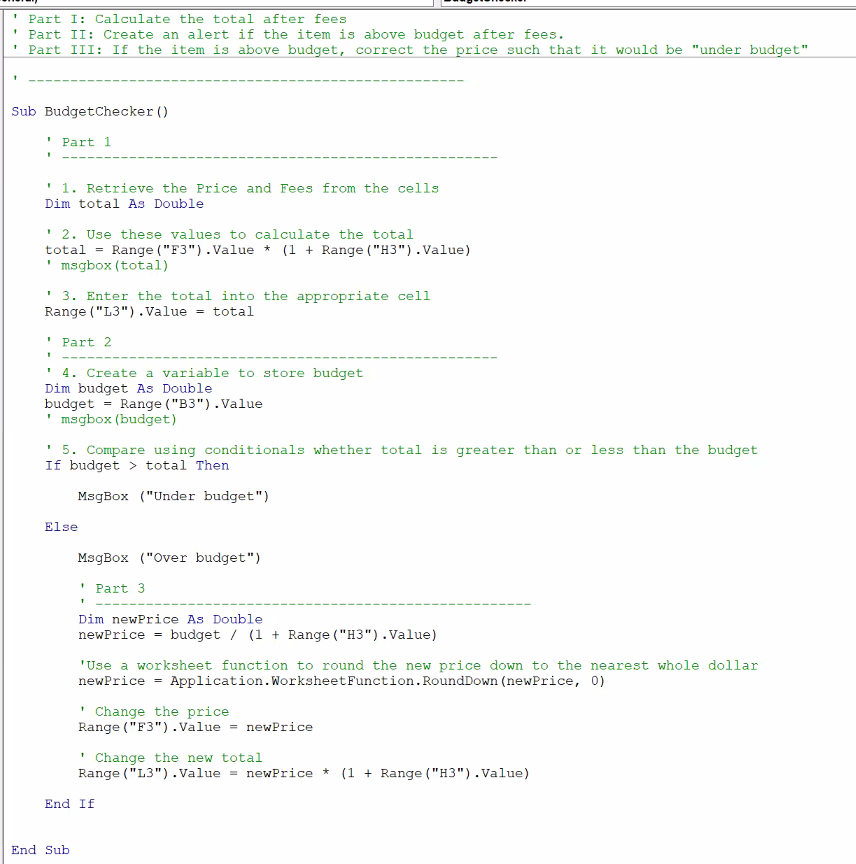 ' Part I: Calculate the total after fees
' Part II: Create an alert if the item is above budget after fees.
' Part III: If the item is above budget, correct the price such that it would be "under budget"
' ----------------------------------------------------
Sub BudgetChecker()
' Part 1
' ----------------------------------------------------
' 1. Retrieve the Price and Fees from the cells
Dim total As Double
' 2. Use these values to calculate the total
total = Range("F3").Value * (1 + Range("H3").Value)
' msgbox(total)
' 3. Enter the total into the appropriate cell
Range("L3").Value = total
' Part 2
' ----------------------------------------------------
' 4. Create a variable to store budget
Dim budget As Double
budget = Range("B3").Value
' msgbox(budget)
' 5. Compare using conditionals whether total is greater than or less than the budget
If budget > total Then
MsgBox ("Under budget")
Else
MsgBox ("Over budget")
' Part 3
' ----------------------------------------------------
Dim newPrice As Double
newPrice = budget / (1 + Range("H3").Value)
'Use a worksheet function to round the new price down to the nearest whole dollar
newPrice = Application.WorksheetFunction.RoundDown(newPrice, 0)
' Change the price
Range("F3").Value = newPrice
' Change the new total
Range("L3").Value = newPrice * (1 + Range("H3").Value)
End If
End Sub